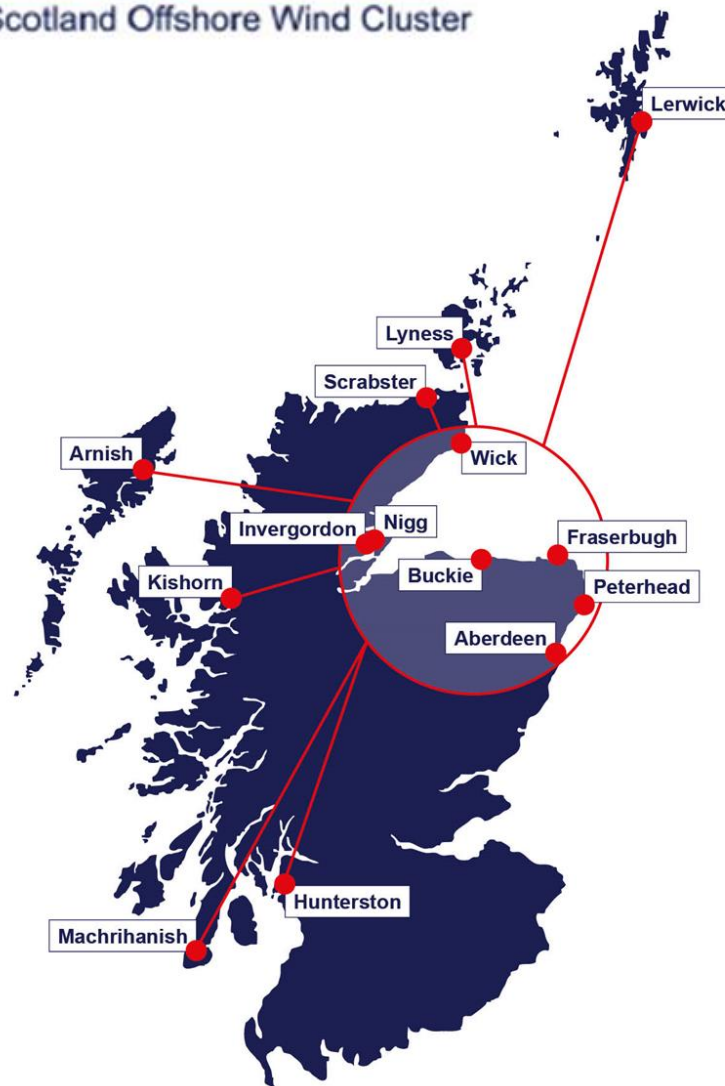 Scotland Offshore Wind Cluster
Lerwick
Lyness
Scrabster
Wick
Arnish
Nigg
Invergordon
Fraserbugh
Buckie
Kishorn
Peterhead
Aberdeen
Hunterston
Machrihanish